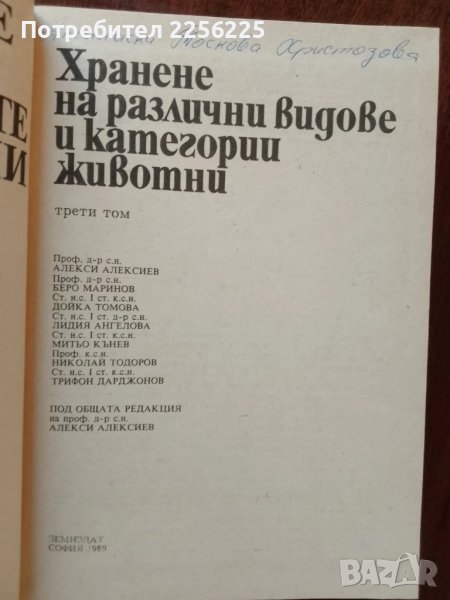 Потребител 2256225
Христозова
Хранене
на различни видове
и категории
животни
трети том
Проф. д-р с.н.
АЛЕКСИ АЛЕКСИЕВ
Проф. д-р с.н.
БЕРО МАРИНОВ
Ст. н.с. I ст. к.с.н.
ДОЙКА ТОМОВА
Ст. н.с. I ст. д-р с.н.
ЛИДИЯ АНГЕЛОВА
Ст. н.с. I ст. к.с.н.
МИТЬО КЪНЕВ
Проф. к.с.н.
НИКОЛАЙ ТОДОРОВ
Ст. н.с. I ст. к.с.н.
ТРИФОН ДАРДЖОНОВ
ПОД ОБЩАТА РЕДАКЦИЯ
на проф. д-р с.н.
АЛЕКСИ АЛЕКСИЕВ
ЗЕМИЗДАТ
СОФИЯ 1989
BAZAR